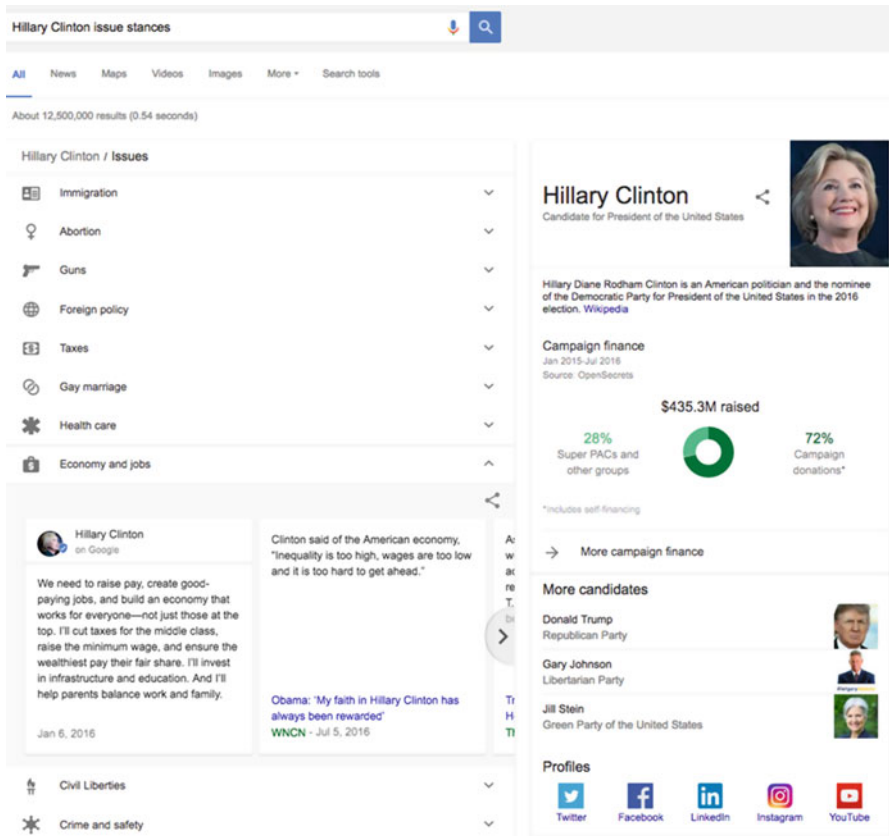 Hillary Clinton issue stances
All News Maps Videos Images More Search tools
About 12,500,000 results (0.54 seconds)
Hillary Clinton / Issues
Immigration
Abortion
Guns
Foreign policy
Taxes
Gay marriage
Health care
Economy and jobs
Hillary Clinton
on Google
We need to raise pay, create good-
paying jobs, and build an economy that
works for everyone—not just those at the
top. I'll cut taxes for the middle class,
raise the minimum wage, and ensure the
wealthiest pay their fair share. I'll invest
in infrastructure and education. And I'll
help parents balance work and family.
Jan 6, 2016
Clinton said of the American economy,
"Inequality is too high, wages are too low
and it is too hard to get ahead."
Obama: 'My faith in Hillary Clinton has
always been rewarded'
WNCN - Jul 5, 2016
Civil Liberties
Crime and safety
Hillary Clinton
Candidate for President of the United States
Hillary Diane Rodham Clinton is an American politician and the nominee
of the Democratic Party for President of the United States in the 2016
election. Wikipedia
Campaign finance
Jan 2015-Jul 2016
Source: OpenSecrets
$435.3M raised
28%
Super PACs and
other groups
72%
Campaign
donations*
*includes self-financing
More campaign finance
More candidates
Donald Trump
Republican Party
Gary Johnson
Libertarian Party
Jill Stein
Green Party of the United States
Profiles
Twitter Facebook LinkedIn Instagram YouTube